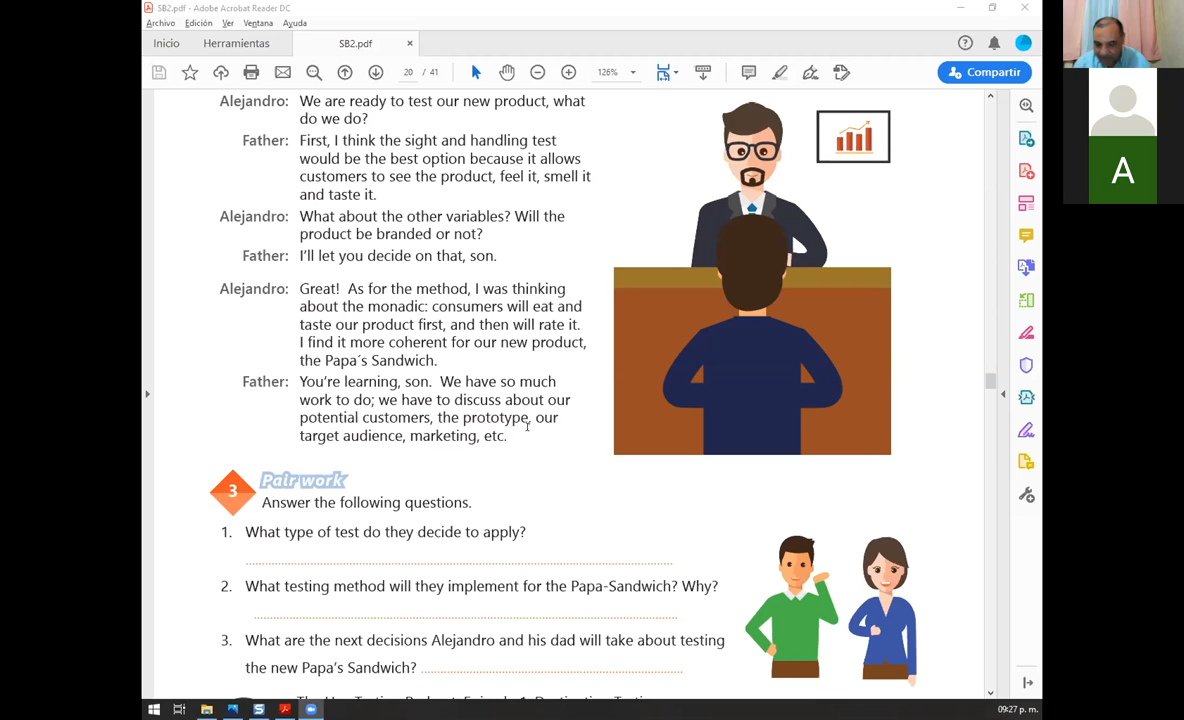 SB2.pdf - Adobe Acrobat Reader DC
Archivo Edición Ver Ventana Ayuda
Inicio Herramientas SB2.pdf ×
20 / 41 126% Compartir
Alejandro: We are ready to test our new product, what
do we do?
Father: First, I think the sight and handling test
would be the best option because it allows
customers to see the product, feel it, smell it
and taste it.
Alejandro: What about the other variables? Will the
product be branded or not?
Father: I'll let you decide on that, son.
Alejandro: Great! As for the method, I was thinking
about the monadic: consumers will eat and
taste our product first, and then will rate it.
I find it more coherent for our new product,
the Papa´s Sandwich.
Father: You're learning, son. We have so much
work to do; we have to discuss about our
potential customers, the prototype, our
target audience, marketing, etc.
3 Pair work
Answer the following questions.
1. What type of test do they decide to apply?
2. What testing method will they implement for the Papa-Sandwich? Why?
3. What are the next decisions Alejandro and his dad will take about testing
the new Papa's Sandwich?
A
09:27 p. m.